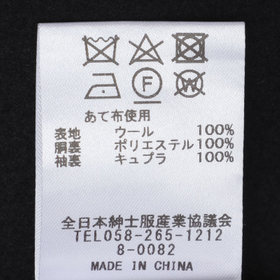 F
あて布使用
表地 ウール 100%
胴裏 ポリエステル 100%
袖裏 キュプラ 100%
全日本紳士服産業協議会
TEL058-265-1212
8-0082
MADE IN CHINA